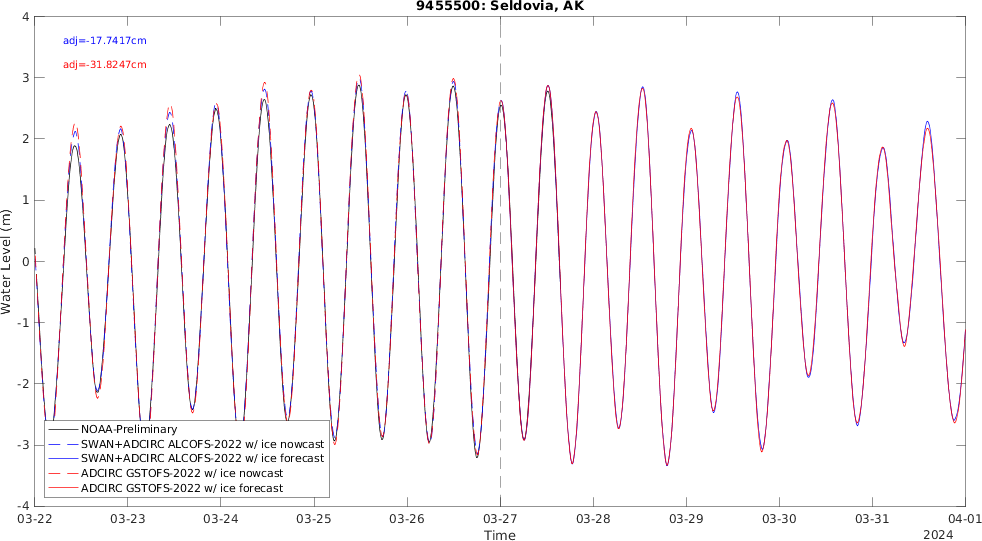 9455500: Seldovia, AK
adj=-17.7417cm
adj=-31.8247cm
Water Level (m)
4
3
2
1
0
-1
-2
-3
-4
NOAA-Preliminary
SWAN+ADCIRC ALCOFS-2022 w/ ice nowcast
SWAN+ADCIRC ALCOFS-2022 w/ ice forecast
ADCIRC GSTOFS-2022 w/ ice nowcast
ADCIRC GSTOFS-2022 w/ ice forecast
03-22 03-23 03-24 03-25 03-26 03-27 03-28 03-29 03-30 03-31 04-01
Time
2024